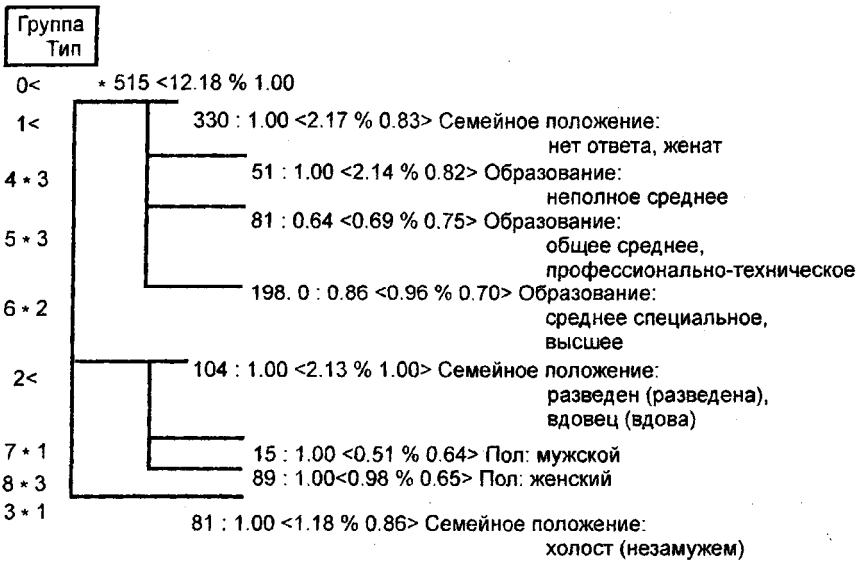 Группа
Тип
0< * 515 <12.18 % 1.00
1< 330 : 1.00 <2.17 % 0.83> Семейное положение:
нет ответа, женат
4 * 3 51 : 1.00 <2.14 % 0.82> Образование:
неполное среднее
5 * 3 81 : 0.64 <0.69 % 0.75> Образование:
общее среднее,
профессионально-техническое
6 * 2 198. 0 : 0.86 <0.96 % 0.70> Образование:
среднее специальное,
высшее
2< 104 : 1.00 <2.13 % 1.00> Семейное положение:
разведен (разведена),
вдовец (вдова)
7 * 1 15 : 1.00 <0.51 % 0.64> Пол: мужской
8 * 3 89 : 1.00<0.98 % 0.65> Пол: женский
3 * 1 81 : 1.00 <1.18 % 0.86> Семейное положение:
холост (незамужем)